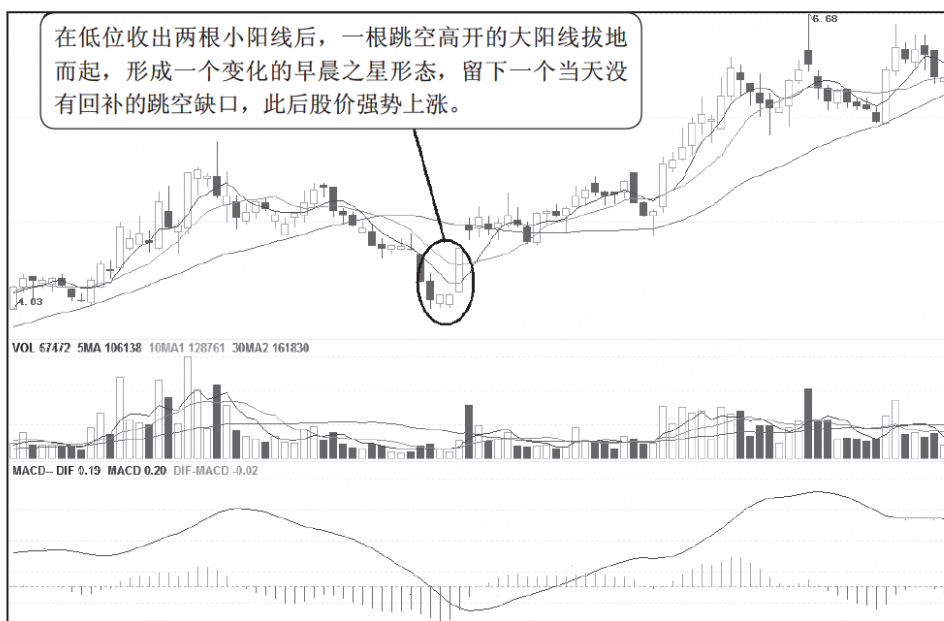 在低位收出两根小阳线后，一根跳空高开的大阳线拔地
而起，形成一个变化的早晨之星形态，留下一个当天没
有回补的跳空缺口，此后股价强势上涨。
6.68
4.03
VOL 67472 5MA 106138 10MA1 128761 30MA2 161830
MACD-- DIF 0.19 MACD 0.20 DIF-MACD -0.02